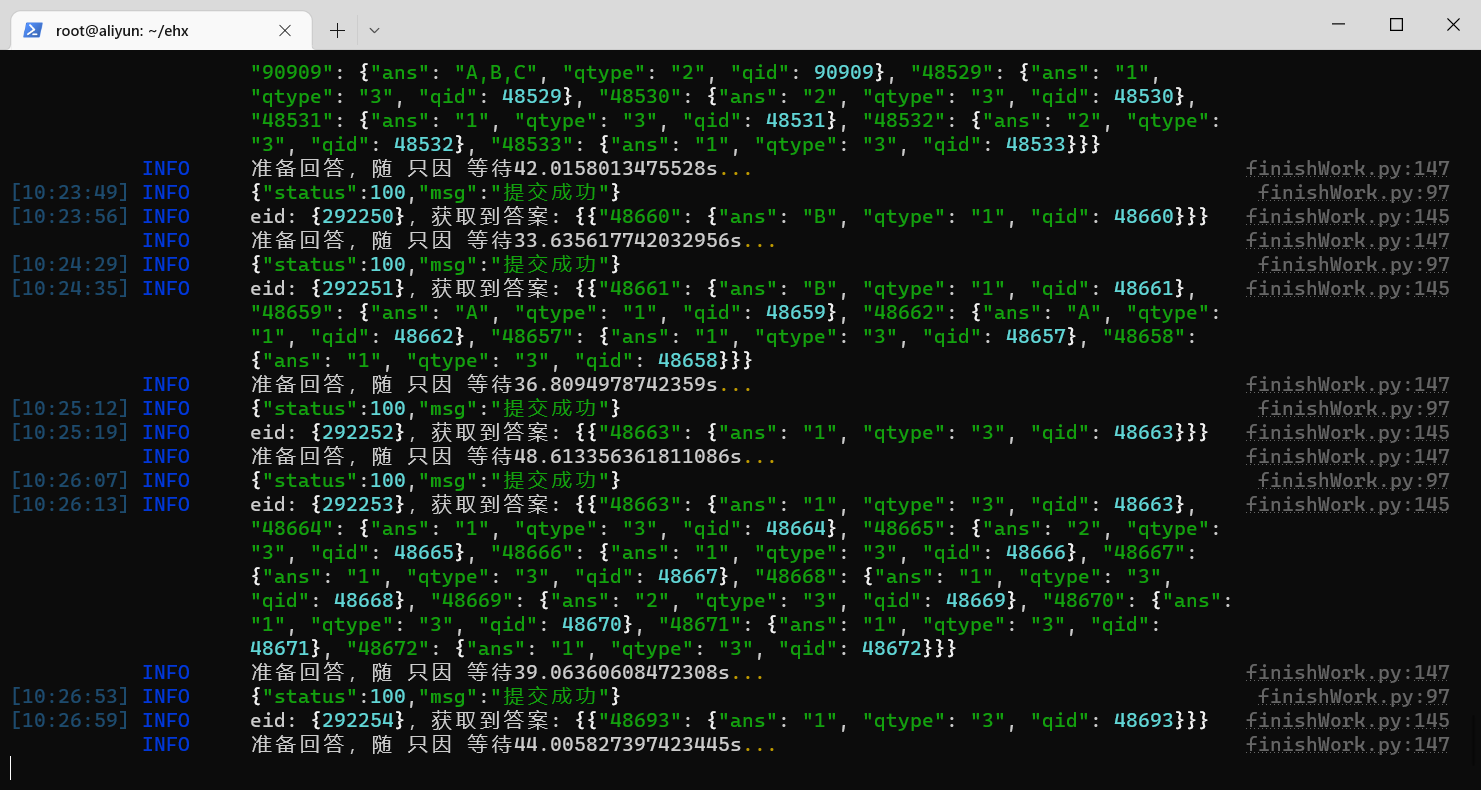 root@aliyun: ~/ehx
"90909": {"ans": "A,B,C", "qtype": "2", "qid": 90909}, "48529": {"ans": "1",
"qtype": "3", "qid": 48529}, "48530": {"ans": "2", "qtype": "3", "qid": 48530},
"48531": {"ans": "1", "qtype": "3", "qid": 48531}, "48532": {"ans": "2", "qtype":
"3", "qid": 48532}, "48533": {"ans": "1", "qtype": "3", "qid": 48533}}}
INFO 准备回答, 随 只因 等待42.0158013475528s... finishWork.py:147
[10:23:49] INFO {"status":100,"msg":"提交成功"} finishWork.py:97
[10:23:56] INFO eid: {292250}, 获取到答案: {{"48660": {"ans": "B", "qtype": "1", "qid": 48660}}} finishWork.py:145
INFO 准备回答, 随 只因 等待33.635617742032956s... finishWork.py:147
[10:24:29] INFO {"status":100,"msg":"提交成功"} finishWork.py:97
[10:24:35] INFO eid: {292251}, 获取到答案: {{"48661": {"ans": "B", "qtype": "1", "qid": 48661}, finishWork.py:145
"48659": {"ans": "A", "qtype": "1", "qid": 48659}, "48662": {"ans": "A", "qtype":
"1", "qid": 48662}, "48657": {"ans": "1", "qtype": "3", "qid": 48657}, "48658":
{"ans": "1", "qtype": "3", "qid": 48658}}}
INFO 准备回答, 随 只因 等待36.8094978742359s... finishWork.py:147
[10:25:12] INFO {"status":100,"msg":"提交成功"} finishWork.py:97
[10:25:19] INFO eid: {292252}, 获取到答案: {{"48663": {"ans": "1", "qtype": "3", "qid": 48663}}} finishWork.py:145
INFO 准备回答, 随 只因 等待48.613356361811086s... finishWork.py:147
[10:26:07] INFO {"status":100,"msg":"提交成功"} finishWork.py:97
[10:26:13] INFO eid: {292253}, 获取到答案: {{"48663": {"ans": "1", "qtype": "3", "qid": 48663}, finishWork.py:145
"48664": {"ans": "1", "qtype": "3", "qid": 48664}, "48665": {"ans": "2", "qtype":
"3", "qid": 48665}, "48666": {"ans": "1", "qtype": "3", "qid": 48666}, "48667":
{"ans": "1", "qtype": "3", "qid": 48667}, "48668": {"ans": "1", "qtype": "3",
"qid": 48668}, "48669": {"ans": "2", "qtype": "3", "qid": 48669}, "48670": {"ans":
"1", "qtype": "3", "qid": 48670}, "48671": {"ans": "1", "qtype": "3", "qid":
48671}, "48672": {"ans": "1", "qtype": "3", "qid": 48672}}}
INFO 准备回答, 随 只因 等待39.06360608472308s... finishWork.py:147
[10:26:53] INFO {"status":100,"msg":"提交成功"} finishWork.py:97
[10:26:59] INFO eid: {292254}, 获取到答案: {{"48693": {"ans": "1", "qtype": "3", "qid": 48693}}} finishWork.py:145
INFO 准备回答, 随 只因 等待44.005827397423445s... finishWork.py:147